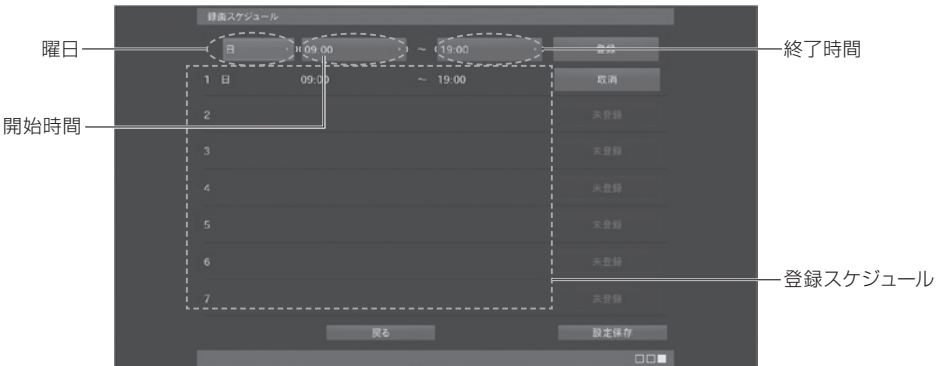 録画スケジュール
曜日
日 09:00 ～ 19:00 登録
終了時間
1 日 09:00 ～ 19:00 取消
開始時間
2 未登録
3 未登録
4 未登録
5 未登録
6 未登録
登録スケジュール
7 未登録
戻る 設定保存